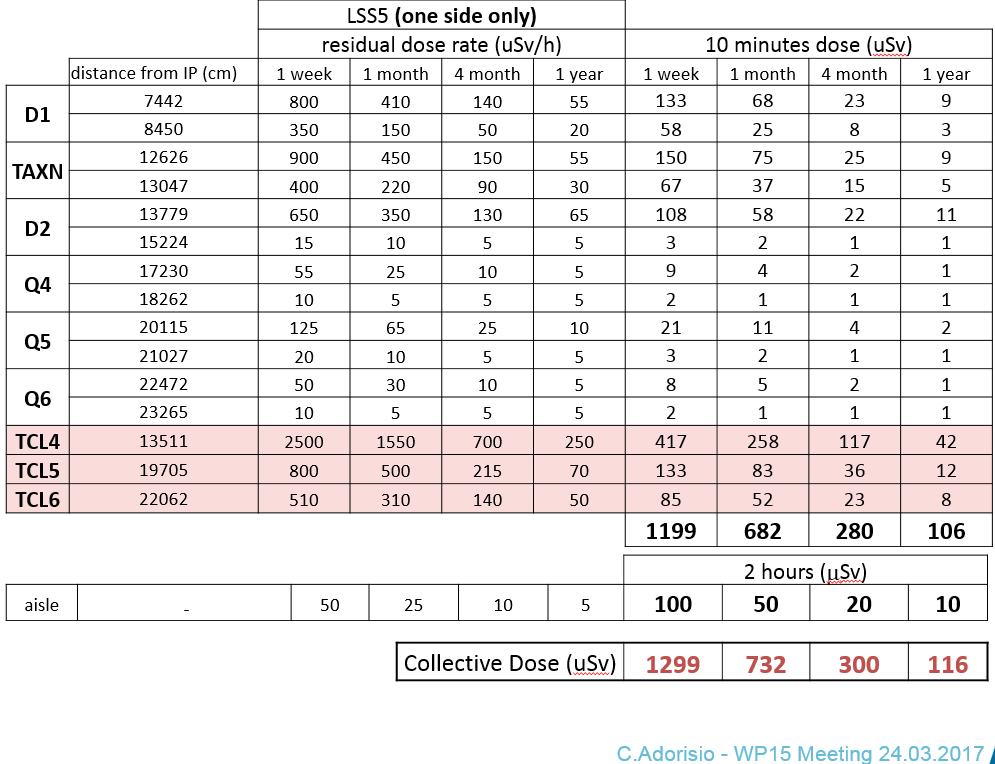 LSS5 (one side only)
residual dose rate (uSv/h) 10 minutes dose (uSv)
distance from IP (cm) 1 week 1 month 4 month 1 year 1 week 1 month 4 month 1 year
D1
7442 800 410 140 55 133 68 23 9
8450 350 150 50 20 58 25 8 3
TAXN
12626 900 450 150 55 150 75 25 9
13047 400 220 90 30 67 37 15 5
D2
13779 650 350 130 65 108 58 22 11
15224 15 10 5 5 3 2 1 1
Q4
17230 55 25 10 5 9 4 2 1
18262 10 5 5 5 2 1 1 1
Q5
20115 125 65 25 10 21 11 4 2
21027 20 10 5 5 3 2 1 1
Q6
22472 50 30 10 5 8 5 2 1
23265 10 5 5 5 2 1 1 1
TCL4 13511 2500 1550 700 250 417 258 117 42
TCL5 19705 800 500 215 70 133 83 36 12
TCL6 22062 510 310 140 50 85 52 23 8
1199 682 280 106
2 hours (μSv)
aisle - 50 25 10 5 100 50 20 10
Collective Dose (uSv) 1299 732 300 116
C.Adorisio - WP15 Meeting 24.03.2017